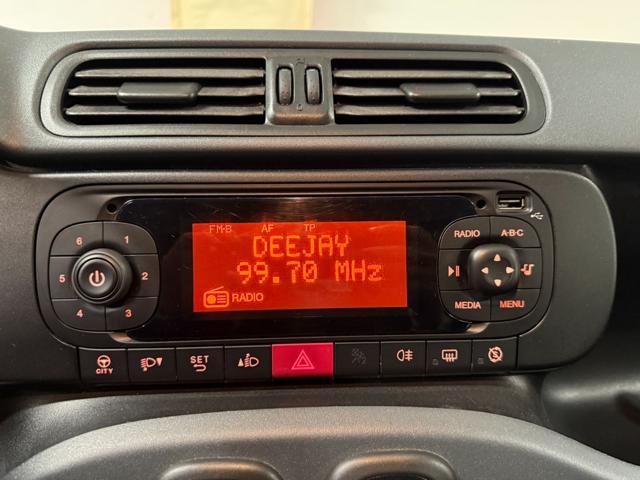 FM-B AF TP
DEEJAY
99.70 MHz
RADIO
6 1
5 2
4 3
RADIO A·B·C
MEDIA MENU
CITY
SET